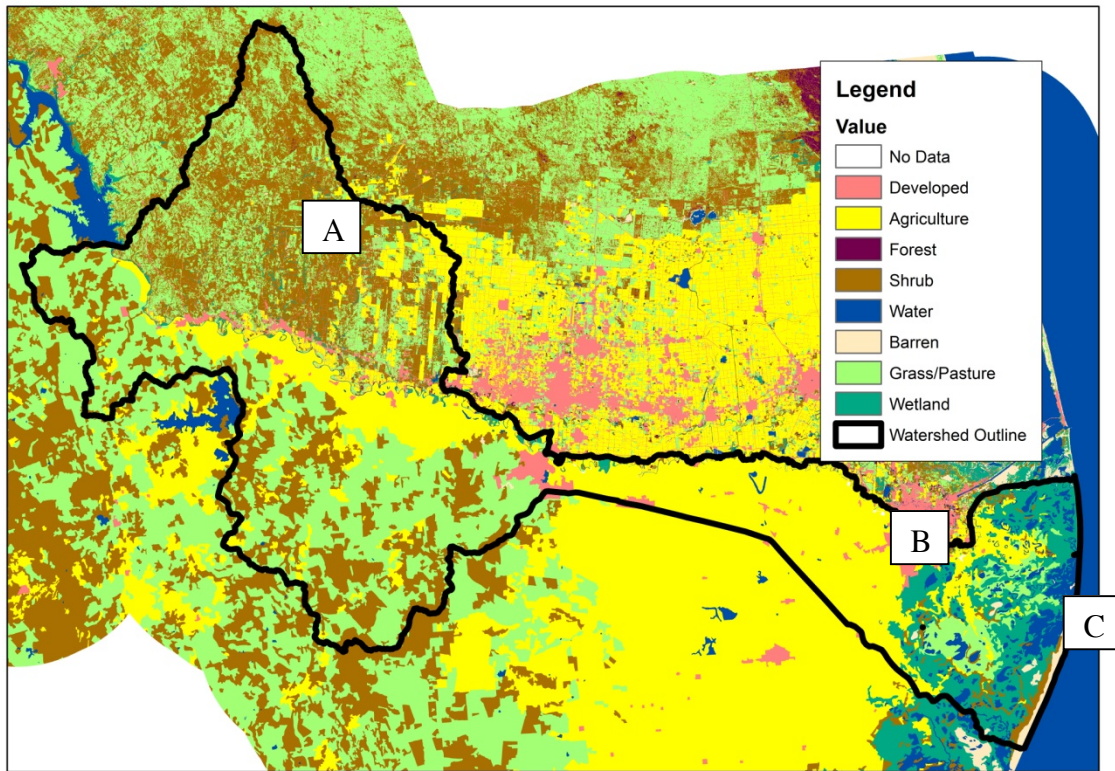 A
B
C
Legend
Value
No Data
Developed
Agriculture
Forest
Shrub
Water
Barren
Grass/Pasture
Wetland
Watershed Outline